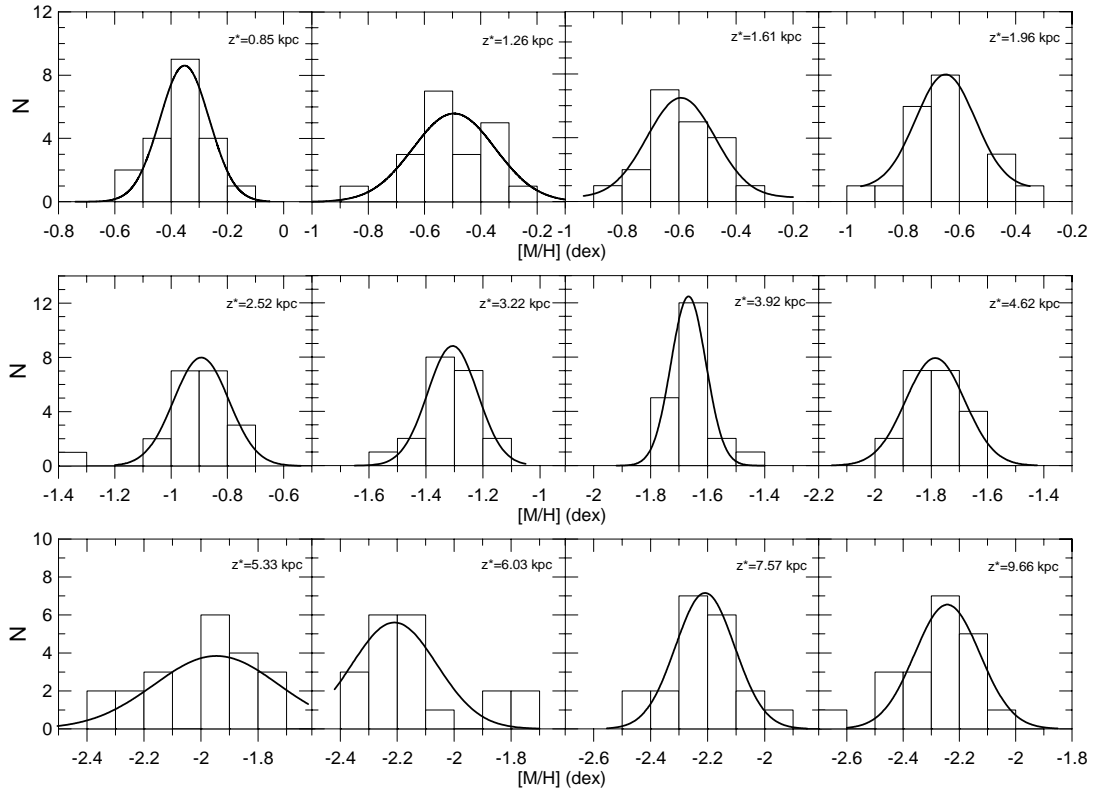 12
8
4
0
N
z*=0.85 kpc
z*=1.26 kpc
z*=1.61 kpc
z*=1.96 kpc
-0.8 -0.6 -0.4 -0.2 0 -1 -0.8 -0.6 -0.4 -0.2 -1 -0.8 -0.6 -0.4 -0.2 -1 -0.8 -0.6 -0.4 -0.2
[M/H] (dex)
12
8
4
0
N
z*=2.52 kpc
z*=3.22 kpc
z*=3.92 kpc
z*=4.62 kpc
-1.4 -1.2 -1 -0.8 -0.6 -1.6 -1.4 -1.2 -1 -2 -1.8 -1.6 -1.4 -2.2 -2 -1.8 -1.6 -1.4
[M/H] (dex)
10
8
6
4
2
0
N
z*=5.33 kpc
z*=6.03 kpc
z*=7.57 kpc
z*=9.66 kpc
-2.4 -2.2 -2 -1.8 -2.4 -2.2 -2 -1.8 -2.6 -2.4 -2.2 -2 -2.6 -2.4 -2.2 -2 -1.8
[M/H] (dex)